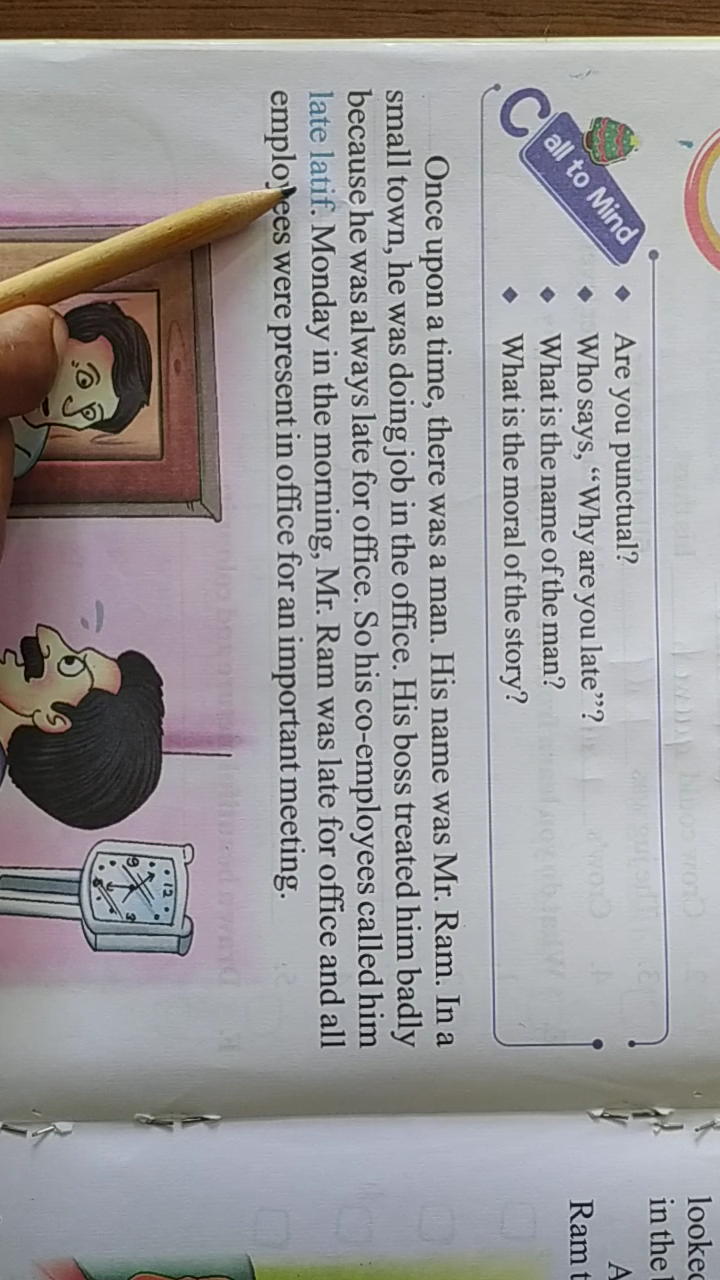 Call to Mind
◆ Are you punctual?
◆ Who says, “Why are you late”?
◆ What is the name of the man?
◆ What is the moral of the story?
Once upon a time, there was a man. His name was Mr. Ram. In a
small town, he was doing job in the office. His boss treated him badly
because he was always late for office. So his co-employees called him
late latif. Monday in the morning, Mr. Ram was late for office and all
employees were present in office for an important meeting.
12
3
9
looked
in the
A
Ram t